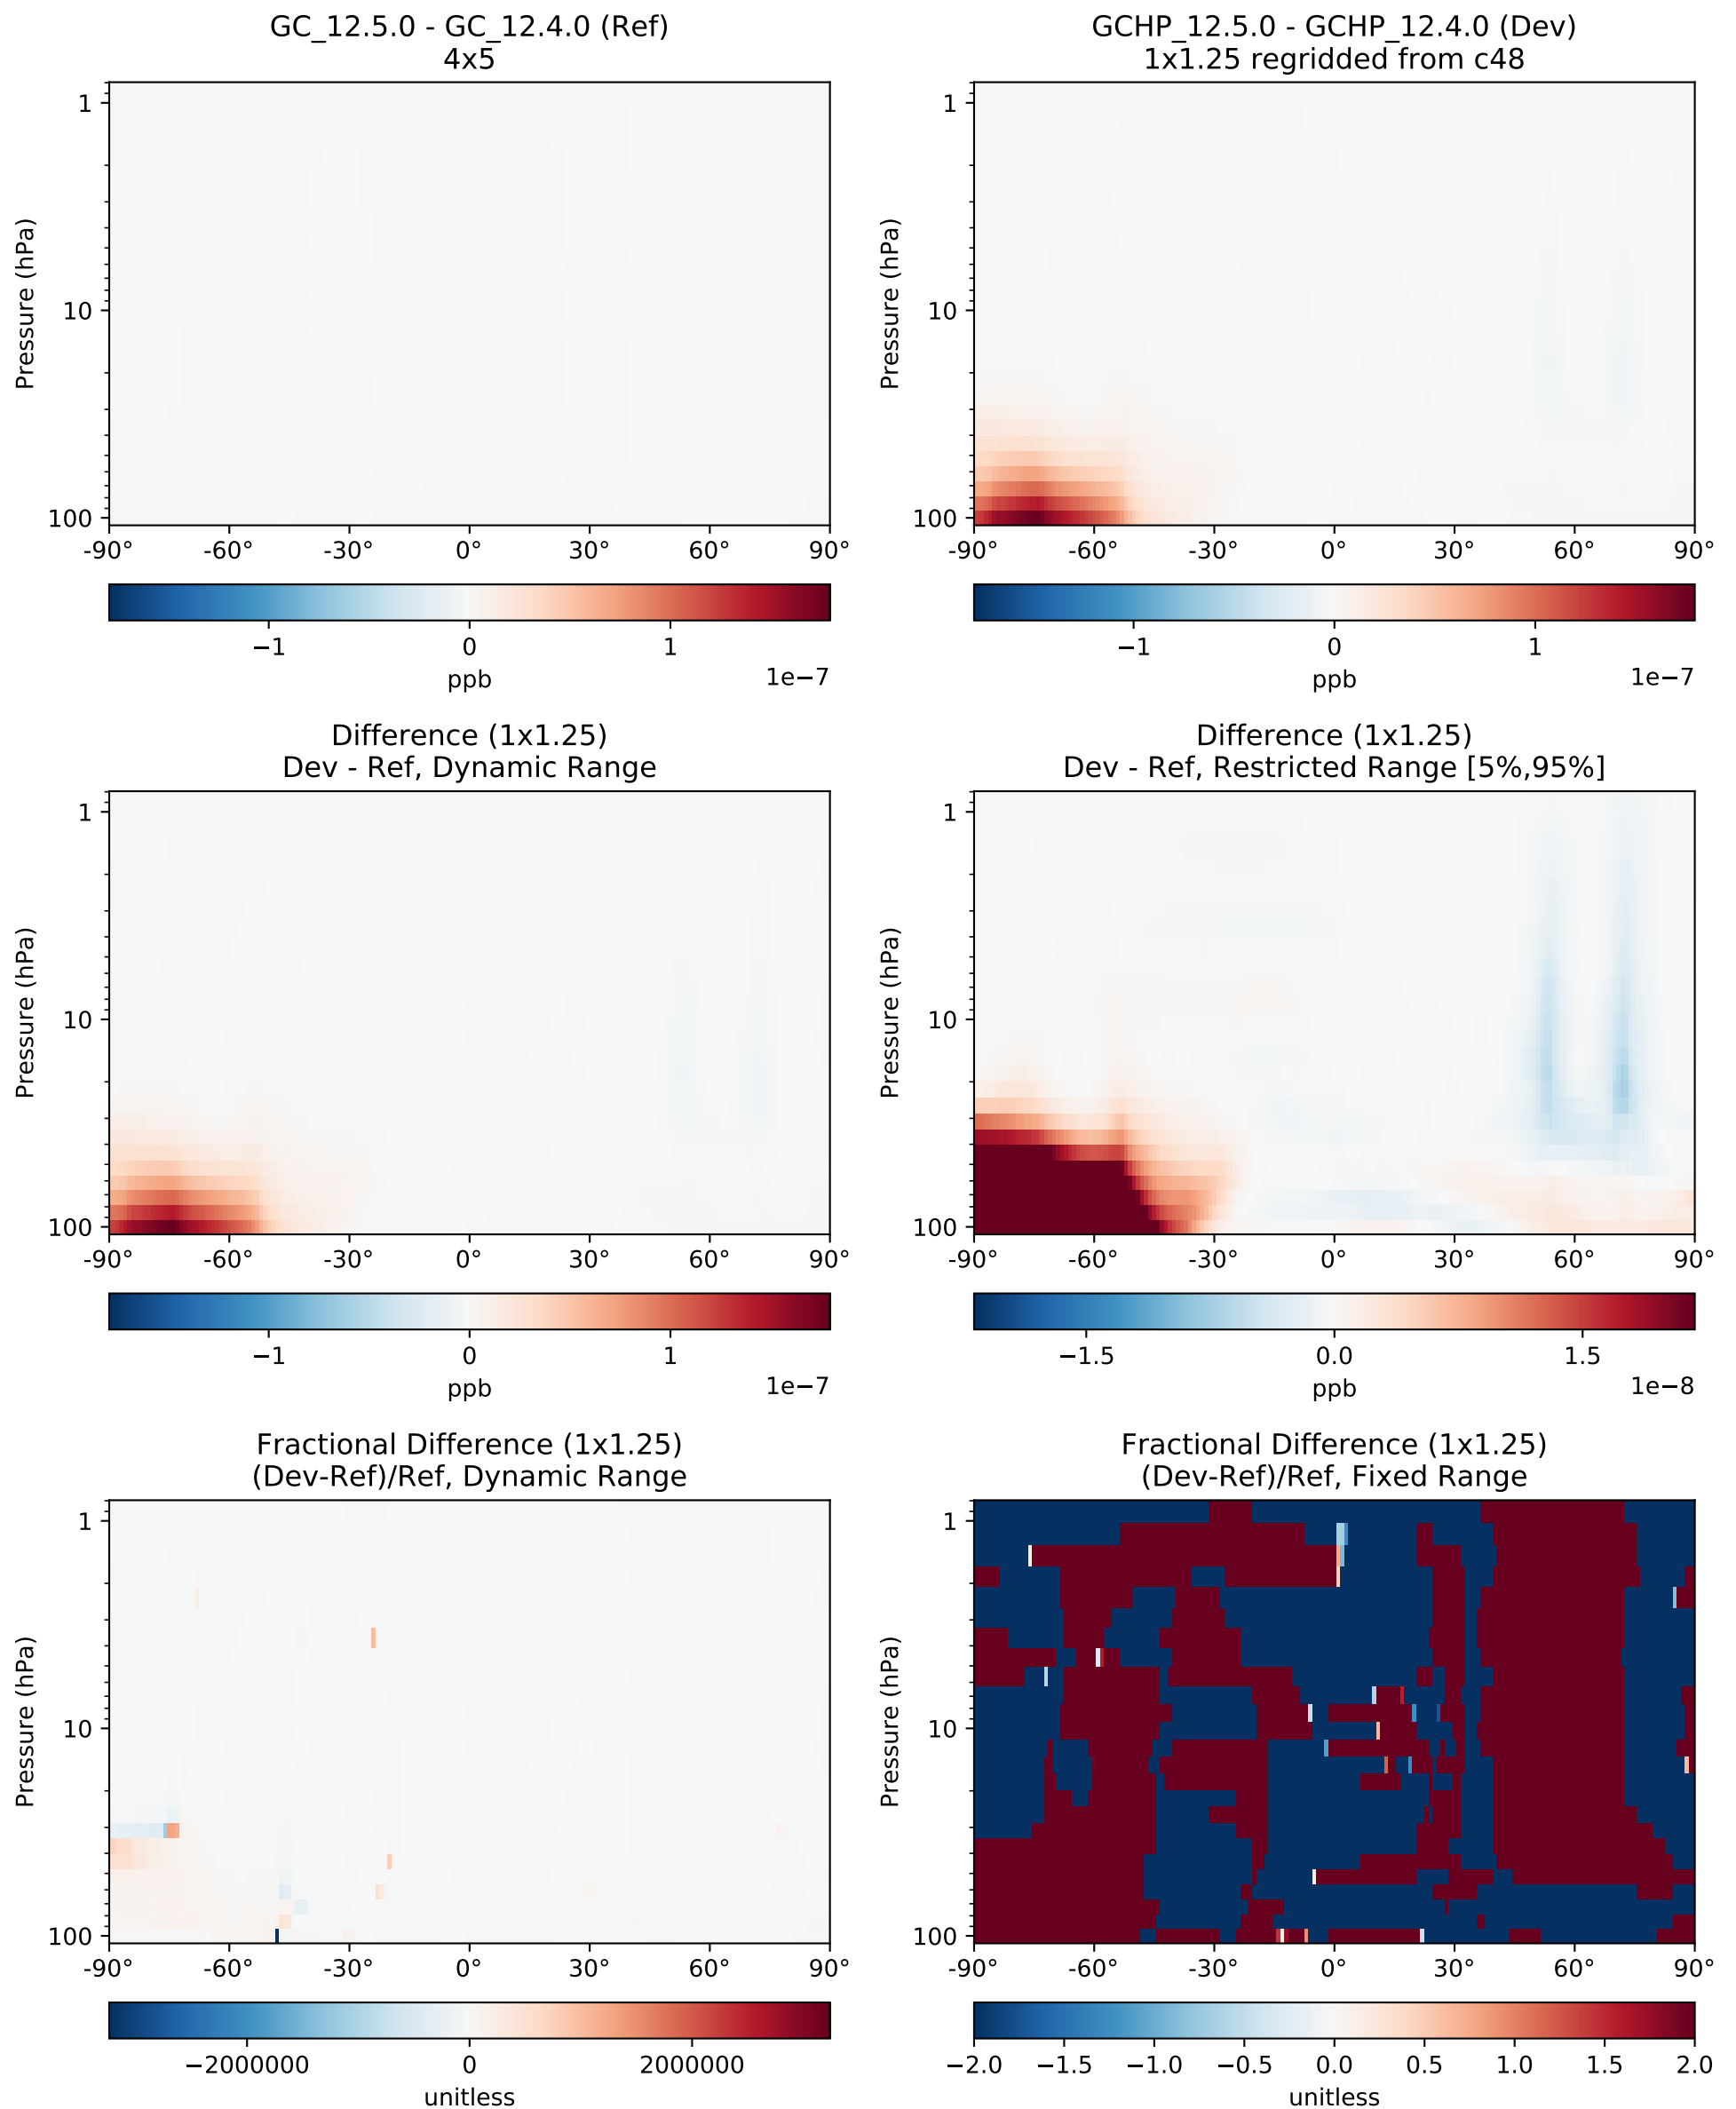 GC_12.5.0 - GC_12.4.0 (Ref)
4x5
GCHP_12.5.0 - GCHP_12.4.0 (Dev)
1x1.25 regridded from c48
Pressure (hPa)
1
10
100
-90° -60° -30° 0° 30° 60° 90°
−1 0 1
ppb
1e−7
Pressure (hPa)
1
10
100
-90° -60° -30° 0° 30° 60° 90°
−1 0 1
ppb
1e−7
Difference (1x1.25)
Dev - Ref, Dynamic Range
Difference (1x1.25)
Dev - Ref, Restricted Range [5%,95%]
Pressure (hPa)
1
10
100
-90° -60° -30° 0° 30° 60° 90°
−1 0 1
ppb
1e−7
Pressure (hPa)
1
10
100
-90° -60° -30° 0° 30° 60° 90°
−1.5 0.0 1.5
ppb
1e−8
Fractional Difference (1x1.25)
(Dev-Ref)/Ref, Dynamic Range
Fractional Difference (1x1.25)
(Dev-Ref)/Ref, Fixed Range
Pressure (hPa)
1
10
100
-90° -60° -30° 0° 30° 60° 90°
−2000000 0 2000000
unitless
Pressure (hPa)
1
10
100
-90° -60° -30° 0° 30° 60° 90°
−2.0 −1.5 −1.0 −0.5 0.0 0.5 1.0 1.5 2.0
unitless